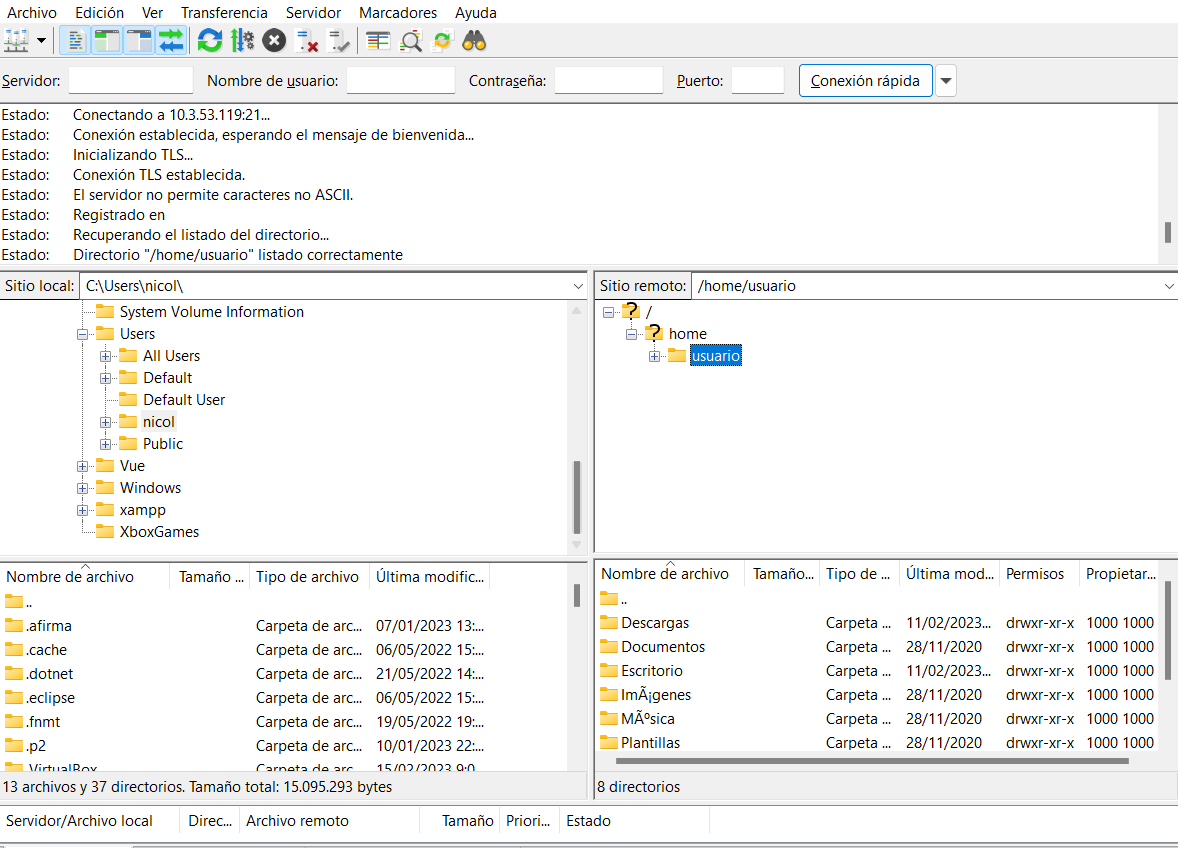 Archivo Edición Ver Transferencia Servidor Marcadores Ayuda
Servidor: Nombre de usuario: Contraseña: Puerto: Conexión rápida
Estado: Conectando a 10.3.53.119:21...
Estado: Conexión establecida, esperando el mensaje de bienvenida...
Estado: Inicializando TLS...
Estado: Conexión TLS establecida.
Estado: El servidor no permite caracteres no ASCII.
Estado: Registrado en
Estado: Recuperando el listado del directorio...
Estado: Directorio "/home/usuario" listado correctamente
Sitio local: C:\Users\nicol\
System Volume Information
Users
All Users
Default
Default User
nicol
Public
Vue
Windows
xampp
XboxGames
Nombre de archivo Tamaño ... Tipo de archivo Última modific...
..
.afirma Carpeta de arc... 07/01/2023 13:...
.cache Carpeta de arc... 06/05/2022 15:...
.dotnet Carpeta de arc... 21/05/2022 14:...
.eclipse Carpeta de arc... 06/05/2022 15:...
.fnmt Carpeta de arc... 19/05/2022 19:...
.p2 Carpeta de arc... 10/01/2023 22:...
.VirtualBox Carpeta de arc... 15/02/2023 9:0...
13 archivos y 37 directorios. Tamaño total: 15.095.293 bytes
Sitio remoto: /home/usuario
/
home
usuario
Nombre de archivo Tamaño... Tipo de ... Última mod... Permisos Propietar...
..
Descargas Carpeta ... 11/02/2023... drwxr-xr-x 1000 1000
Documentos Carpeta ... 28/11/2020 drwxr-xr-x 1000 1000
Escritorio Carpeta ... 11/02/2023... drwxr-xr-x 1000 1000
ImÃ¡genes Carpeta ... 28/11/2020 drwxr-xr-x 1000 1000
MÃºsica Carpeta ... 28/11/2020 drwxr-xr-x 1000 1000
Plantillas Carpeta ... 28/11/2020 drwxr-xr-x 1000 1000
8 directorios
Servidor/Archivo local Direc... Archivo remoto Tamaño Priori... Estado